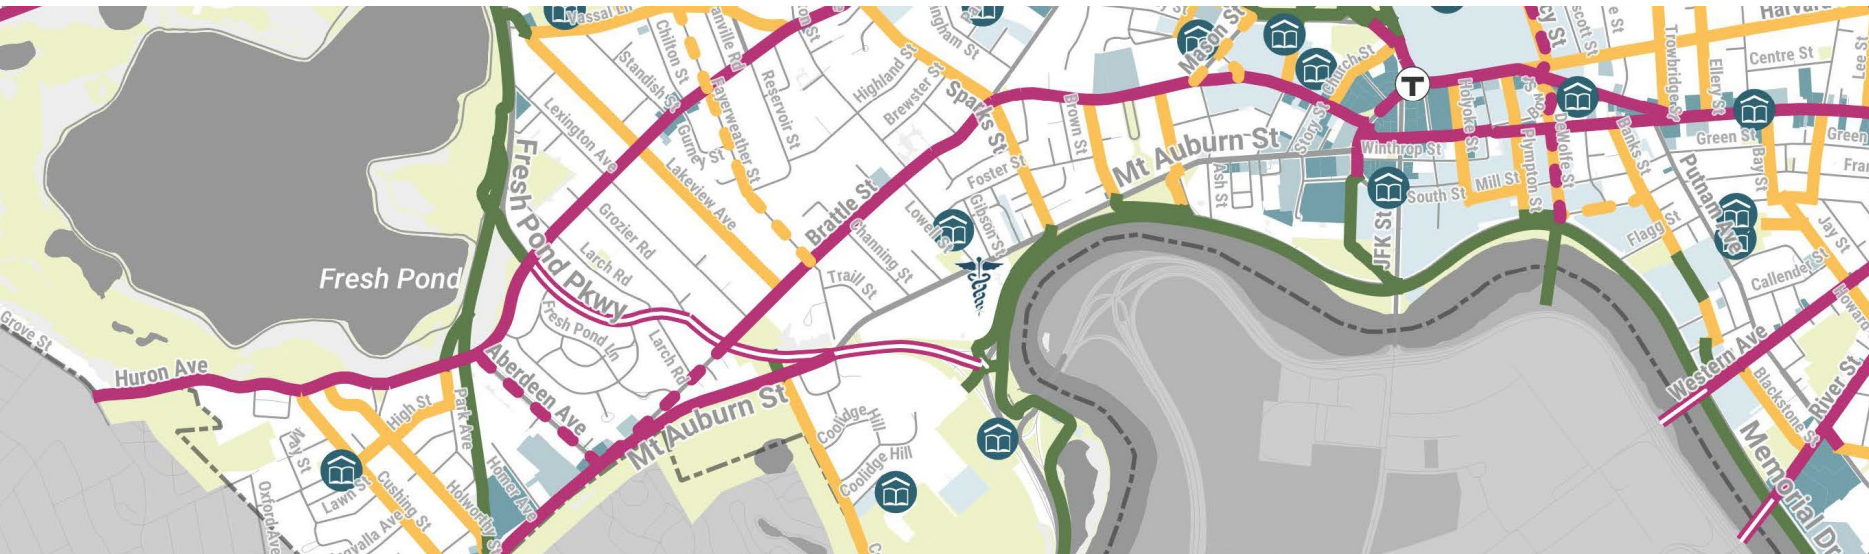 Vassal Ln
Standish St
Chilton St
Fayerweather St
Reservoir St
Highland St
Brewster St
Sparks St
Lexington Ave
Gurney St
Lakeview Ave
Fresh Pond Pkwy
Grozier Rd
Larch Rd
Brattle St
Lowell St
Channing St
Traill St
Foster St
Gibson St
Brown St
Mt Auburn St
Ash St
Mason St
Church St
Story St
T
Winthrop St
Holyoke St
South St
Mill St
JFK St
Plympton St
DeWolfe St
Banks St
Flagg St
Putnam Ave
Trowbridge St
Ellery St
Centre St
Lee St
Harvard
Green St
Green
Bay St
Jay St
Callender St
Howard
Western Ave
River St
Blackstone St
Memorial Dr
Fresh Pond
Grove St
Huron Ave
Aberdeen Ave
Fresh Pond Ln
Larch Rd
Mt Auburn St
High St
Park Ave
May St
Lawn St
Oxford Ave
Cushing St
Holworthy St
Homer Ave
Coolidge Hill
Coolidge Hill